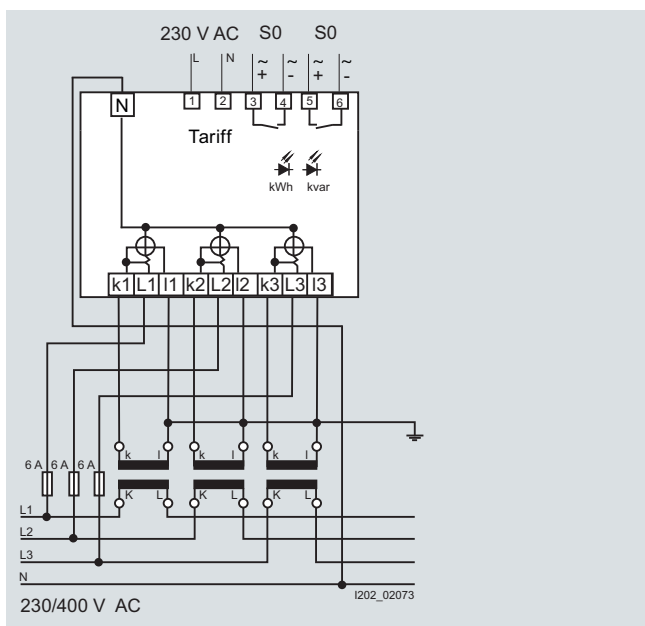 230 V AC S0 S0
L N ~ ~ ~ ~
+ - + -
N 1 2 3 4 5 6
Tariff
kWh kvar
k1 L1 l1 k2 L2 l2 k3 L3 l3
6 A 6 A 6 A k l k l k l
K L K L K L
L1
L2
L3
N
230/400 V AC
I202_02073